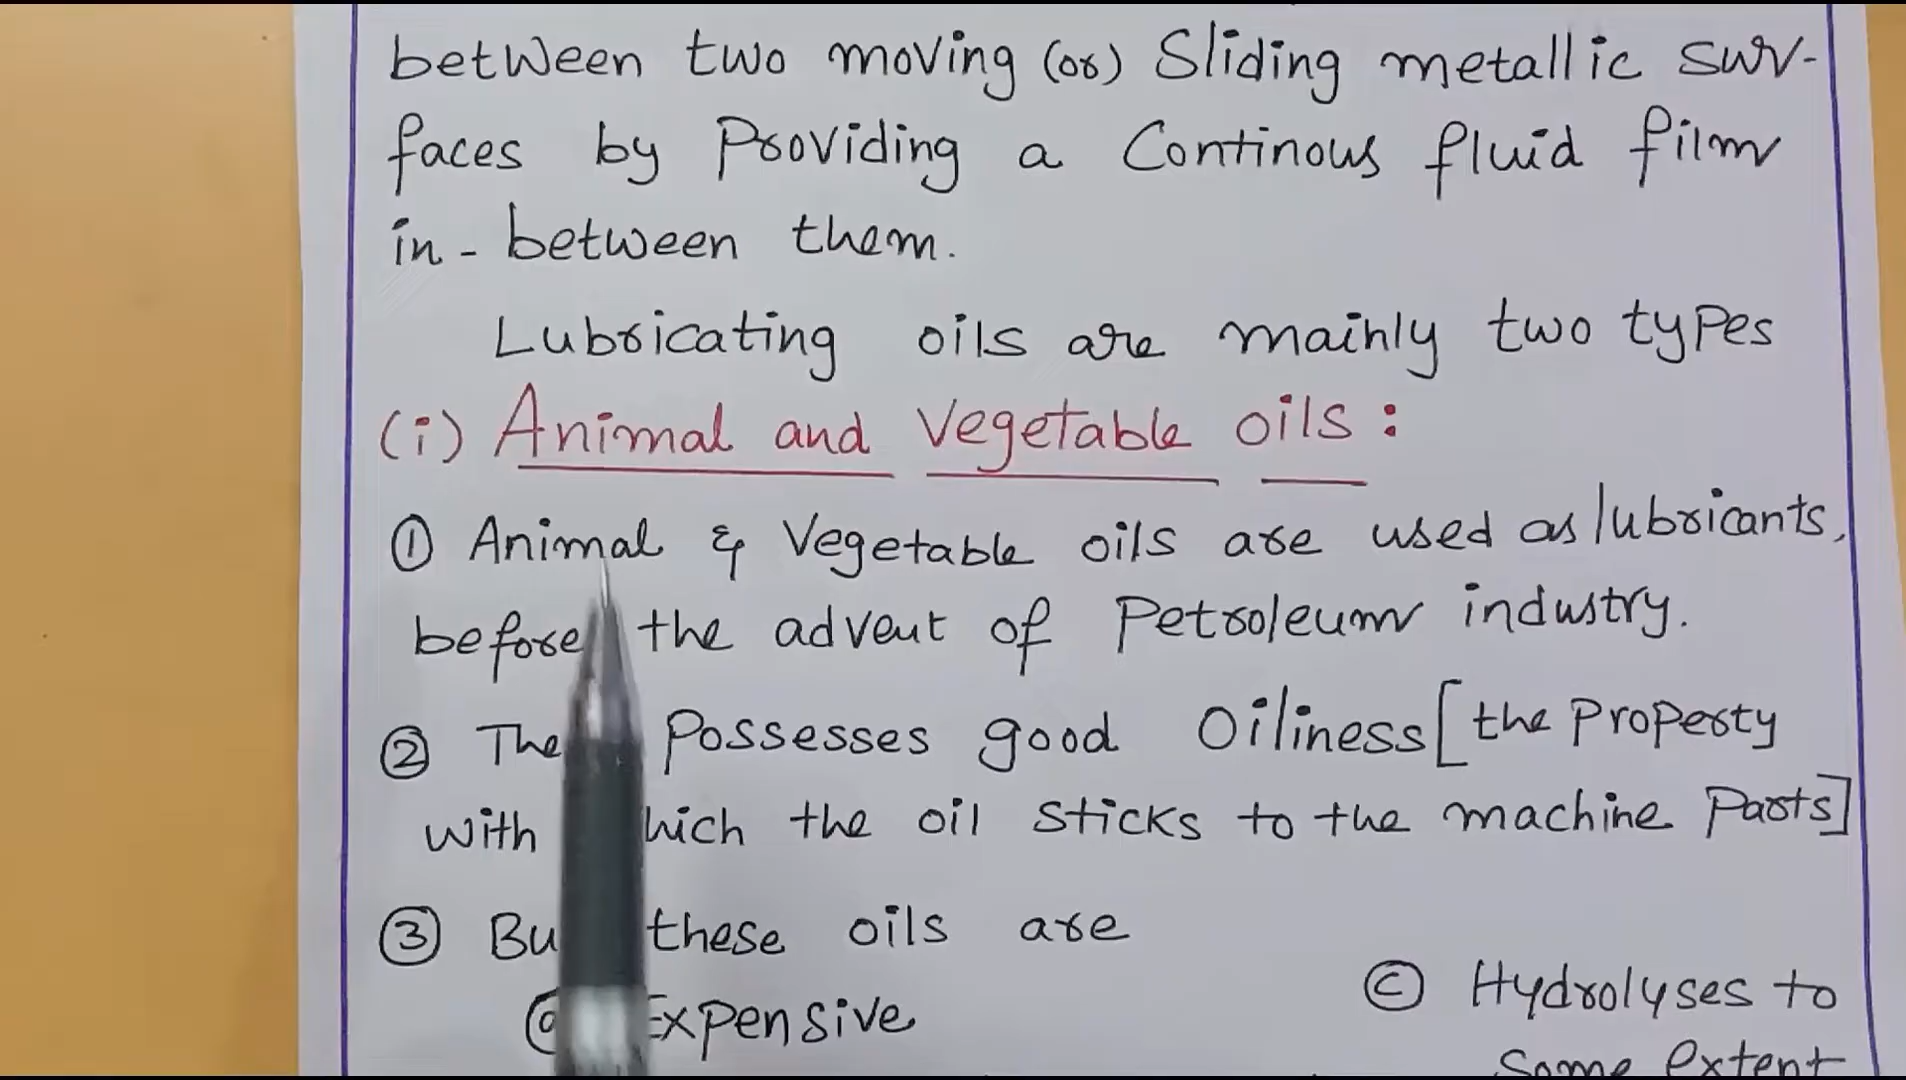 between two moving (or) Sliding metallic sur-
faces by Providing a Continous fluid film
in-between them.
Lubricating oils are mainly two types
(i) Animal and Vegetable oils:
① Animal & Vegetable oils are used as lubricants,
before the advent of Petroleum industry.
② The Possesses good Oiliness [the Property
with hich the oil sticks to the machine Parts]
③ Bu these oils are
Expensive
Ⓒ Hydrolyses to
Some extent